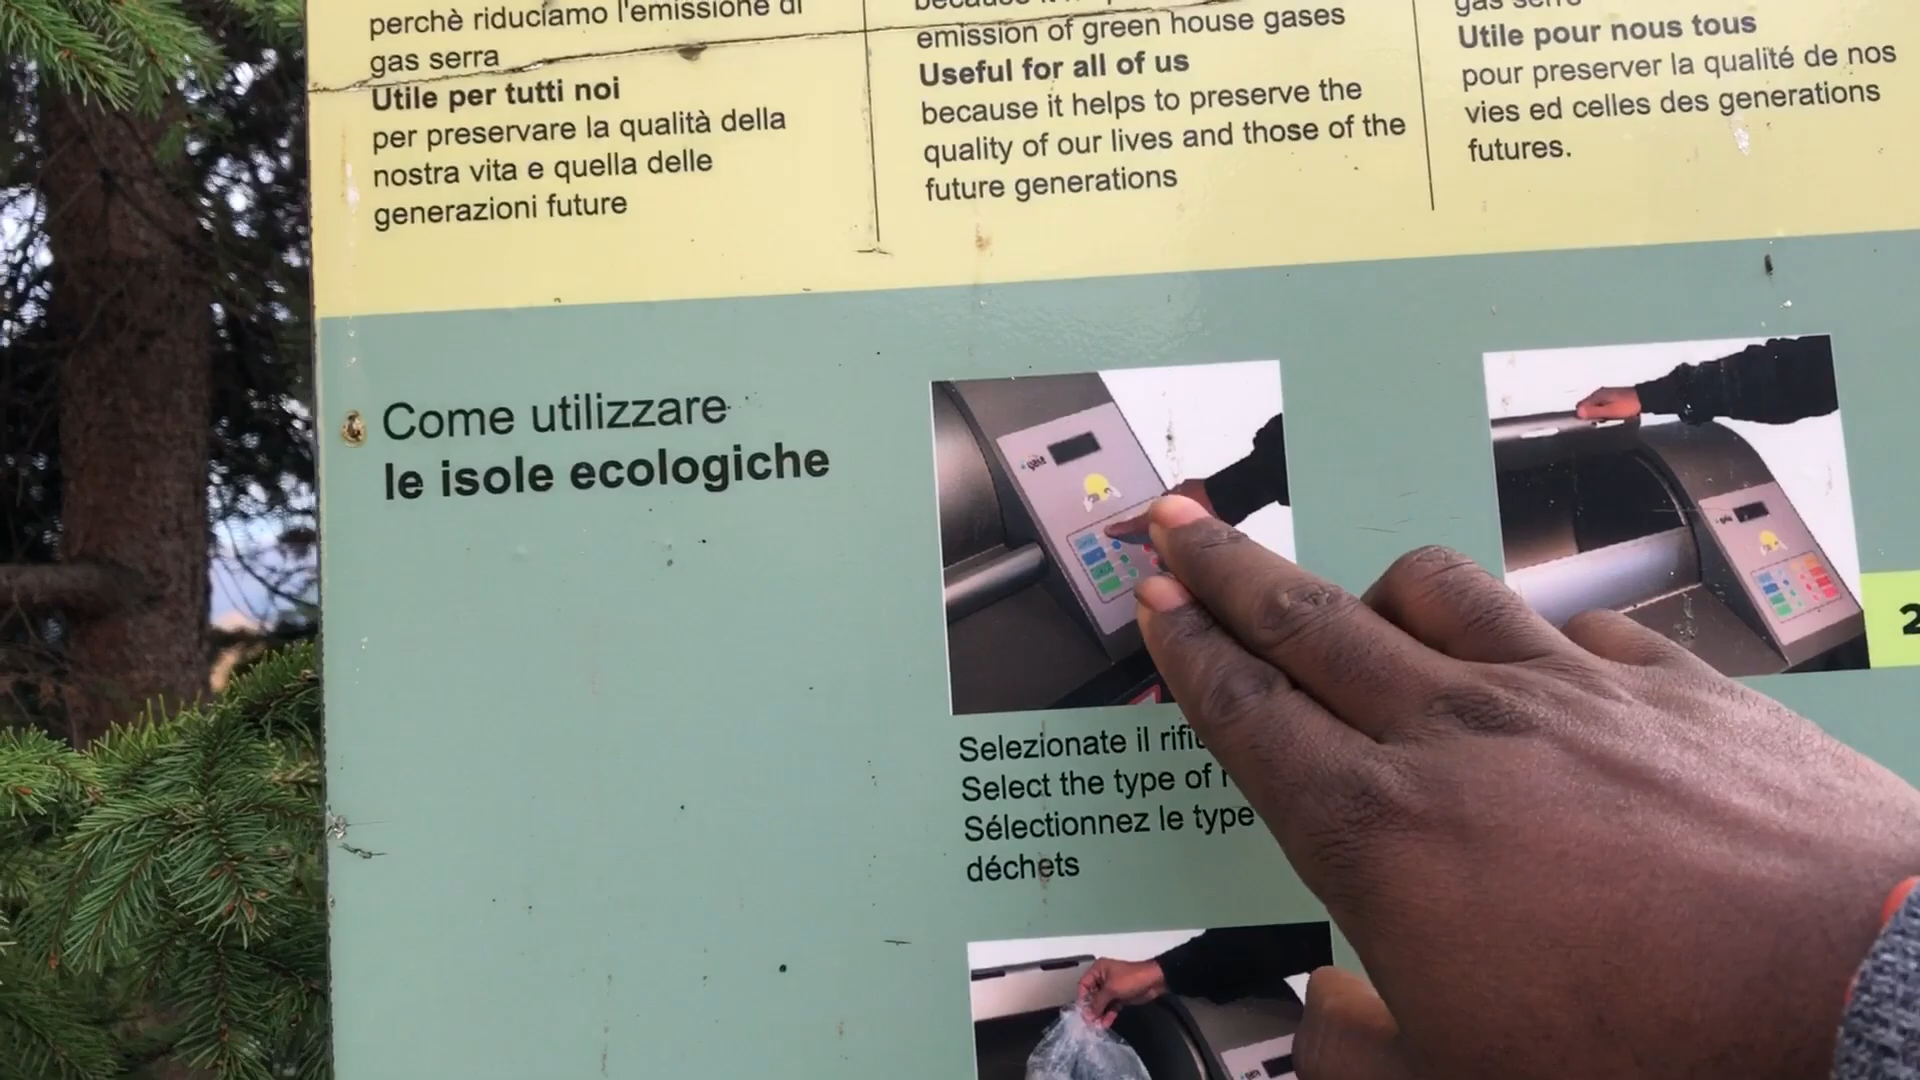 perchè riduciamo l'emissione di
gas serra
Utile per tutti noi
per preservare la qualità della
nostra vita e quella delle
generazioni future
emission of green house gases
Useful for all of us
because it helps to preserve the
quality of our lives and those of the
future generations
gas serre
Utile pour nous tous
pour preserver la qualité de nos
vies ed celles des generations
futures.
Come utilizzare
le isole ecologiche
gaia
2
Selezionate il
Select the type of
Sélectionnez le type
déchets